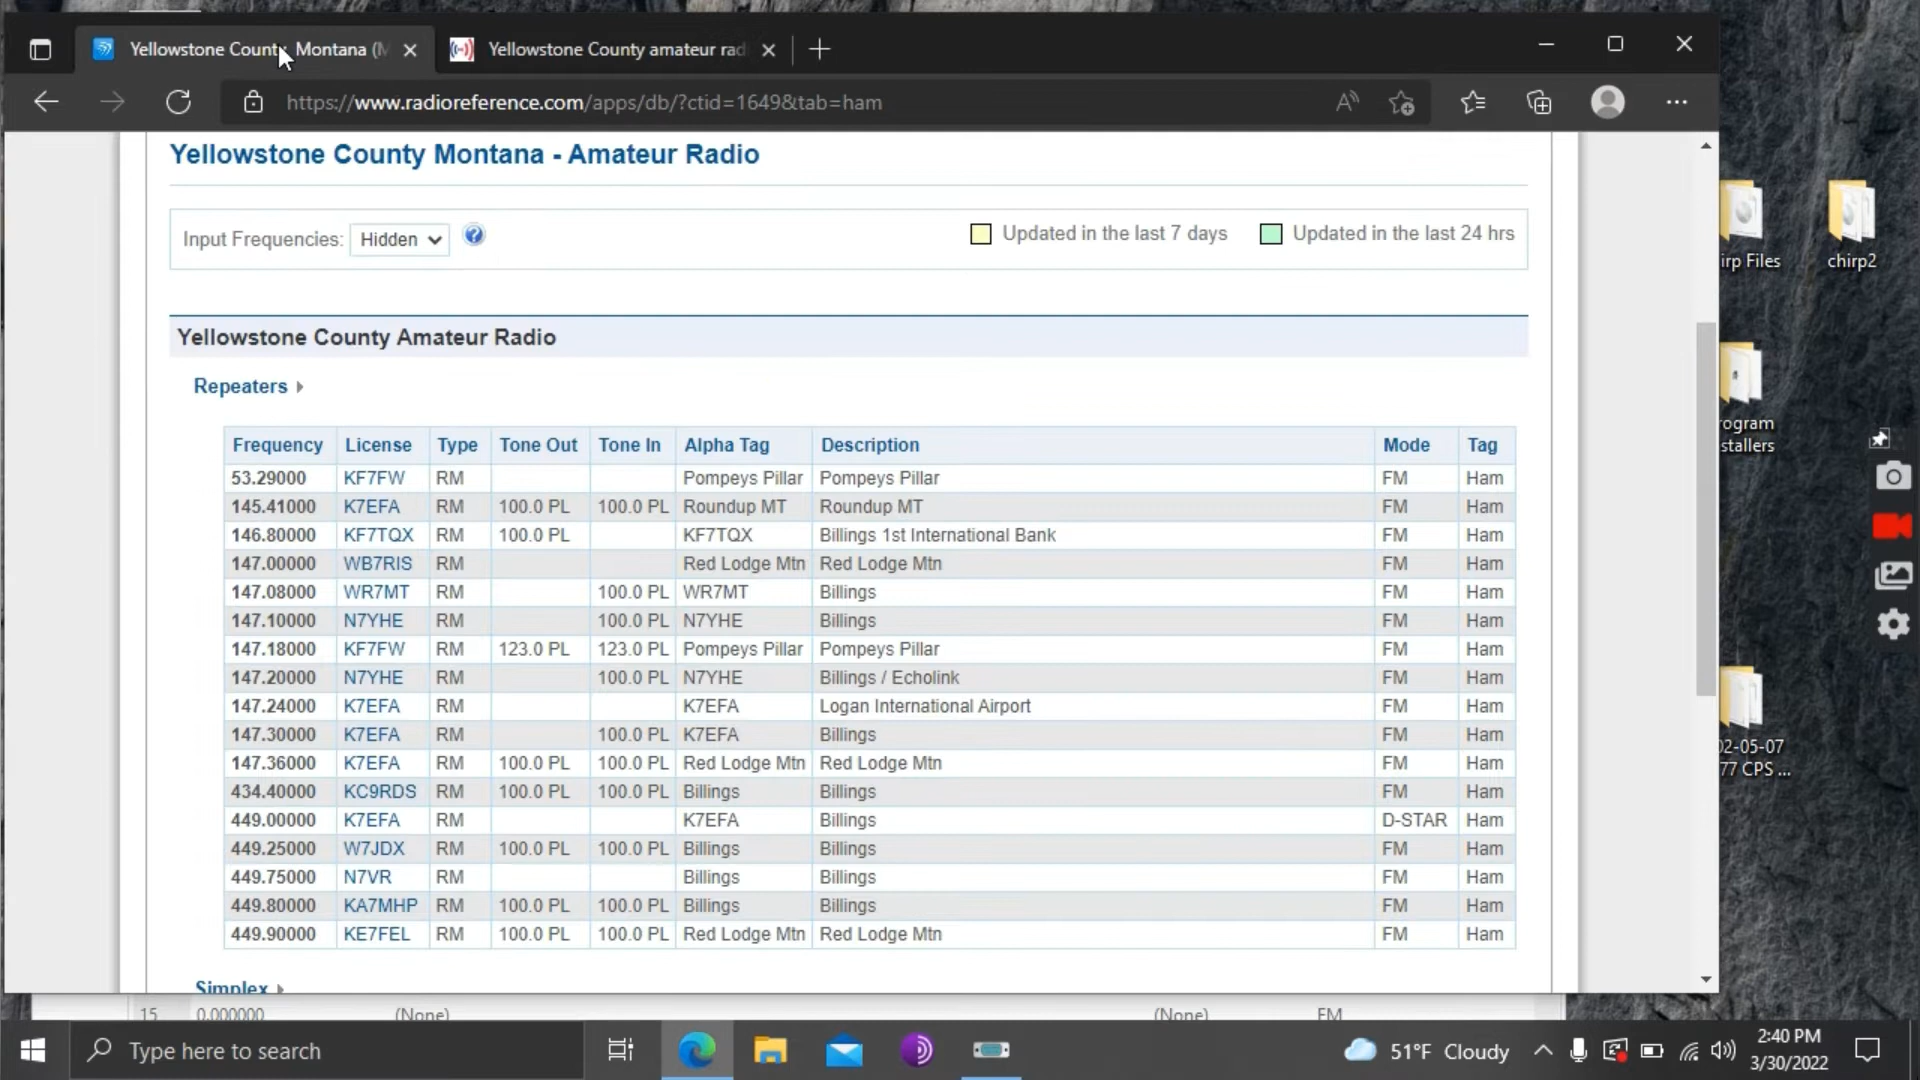 Yellowstone County, Montana (M
Yellowstone County amateur rad
https://www.radioreference.com/apps/db/?ctid=1649&tab=ham
Yellowstone County Montana - Amateur Radio
Input Frequencies: Hidden
Updated in the last 7 days
Updated in the last 24 hrs
Yellowstone County Amateur Radio
Repeaters
Frequency License Type Tone Out Tone In Alpha Tag Description Mode Tag
53.29000 KF7FW RM Pompeys Pillar Pompeys Pillar FM Ham
145.41000 K7EFA RM 100.0 PL 100.0 PL Roundup MT Roundup MT FM Ham
146.80000 KF7TQX RM 100.0 PL KF7TQX Billings 1st International Bank FM Ham
147.00000 WB7RIS RM Red Lodge Mtn Red Lodge Mtn FM Ham
147.08000 WR7MT RM 100.0 PL WR7MT Billings FM Ham
147.10000 N7YHE RM 100.0 PL N7YHE Billings FM Ham
147.18000 KF7FW RM 123.0 PL 123.0 PL Pompeys Pillar Pompeys Pillar FM Ham
147.20000 N7YHE RM 100.0 PL N7YHE Billings / Echolink FM Ham
147.24000 K7EFA RM K7EFA Logan International Airport FM Ham
147.30000 K7EFA RM 100.0 PL K7EFA Billings FM Ham
147.36000 K7EFA RM 100.0 PL 100.0 PL Red Lodge Mtn Red Lodge Mtn FM Ham
434.40000 KC9RDS RM 100.0 PL 100.0 PL Billings Billings FM Ham
449.00000 K7EFA RM K7EFA Billings D-STAR Ham
449.25000 W7JDX RM 100.0 PL 100.0 PL Billings Billings FM Ham
449.75000 N7VR RM Billings Billings FM Ham
449.80000 KA7MHP RM 100.0 PL 100.0 PL Billings Billings FM Ham
449.90000 KE7FEL RM 100.0 PL 100.0 PL Red Lodge Mtn Red Lodge Mtn FM Ham
Simplex
15 0.000000 (None) (None) FM
irp Files
chirp2
rogram
stallers
02-05-07
77 CPS ...
Type here to search
51°F Cloudy
2:40 PM
3/30/2022